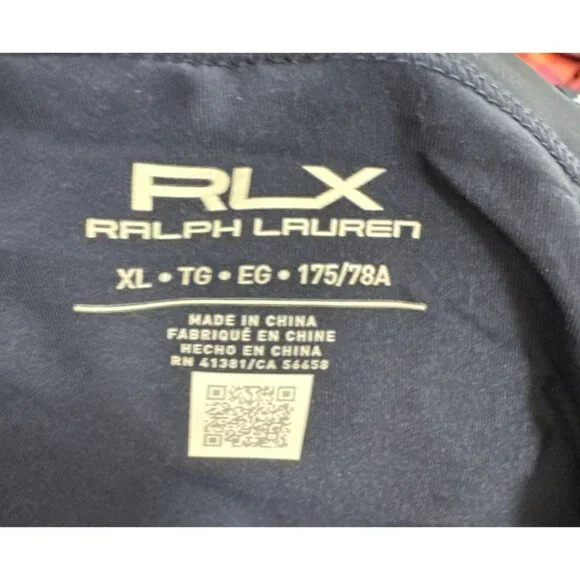 RLX
RALPH LAUREN
XL • TG • EG • 175/78A
MADE IN CHINA
FABRIQUÉ EN CHINE
HECHO EN CHINA
RN 41381/CA 56658